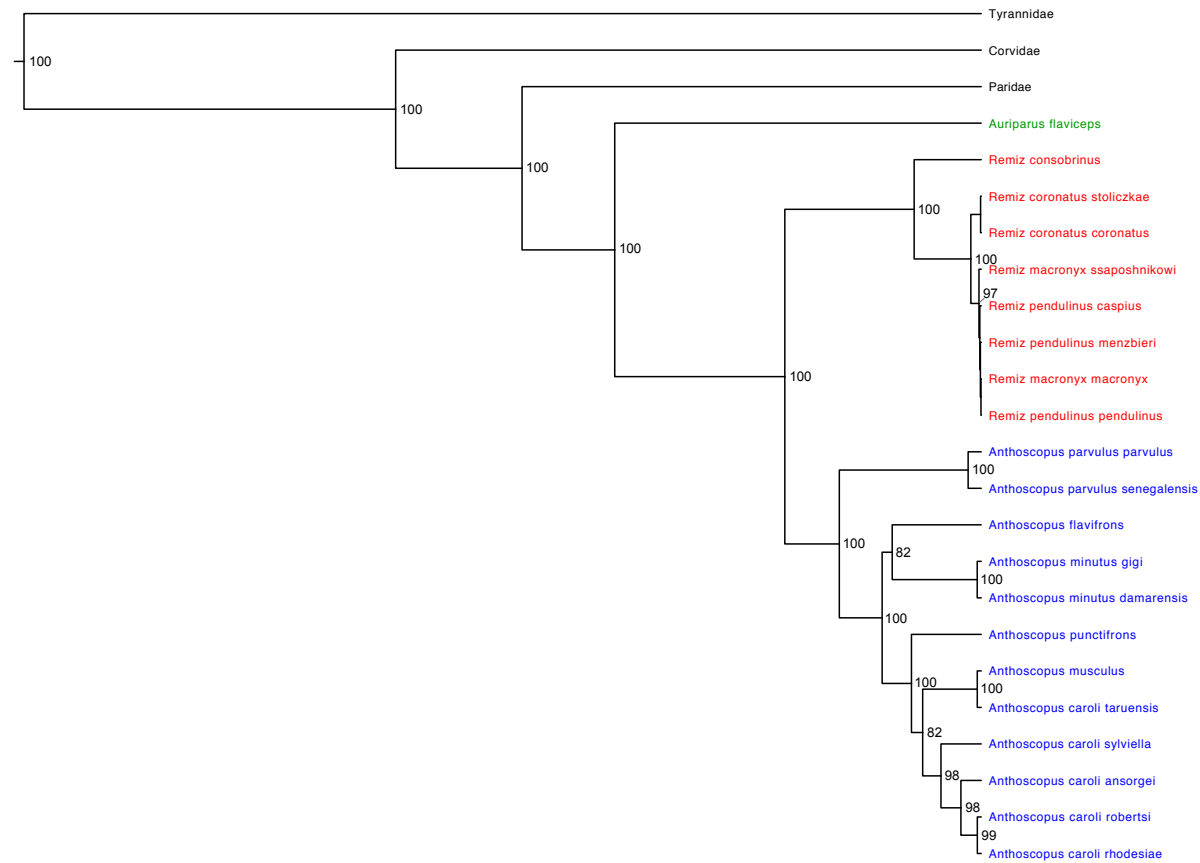 Tyrannidae
100
Corvidae
100
Paridae
100
Auriparus flaviceps
100
Remiz consobrinus
100
Remiz coronatus stoliczkae
Remiz coronatus coronatus
100
Remiz macronyx ssaposhnikowi
97
Remiz pendulinus caspius
Remiz pendulinus menzbieri
100
Remiz macronyx macronyx
Remiz pendulinus pendulinus
Anthoscopus parvulus parvulus
100
Anthoscopus parvulus senegalensis
Anthoscopus flavifrons
100
82
Anthoscopus minutus gigi
100
Anthoscopus minutus damarensis
100
Anthoscopus punctifrons
Anthoscopus musculus
100
100
Anthoscopus caroli taruensis
82
Anthoscopus caroli sylviella
98
Anthoscopus caroli ansorgei
98
Anthoscopus caroli robertsi
99
Anthoscopus caroli rhodesiae